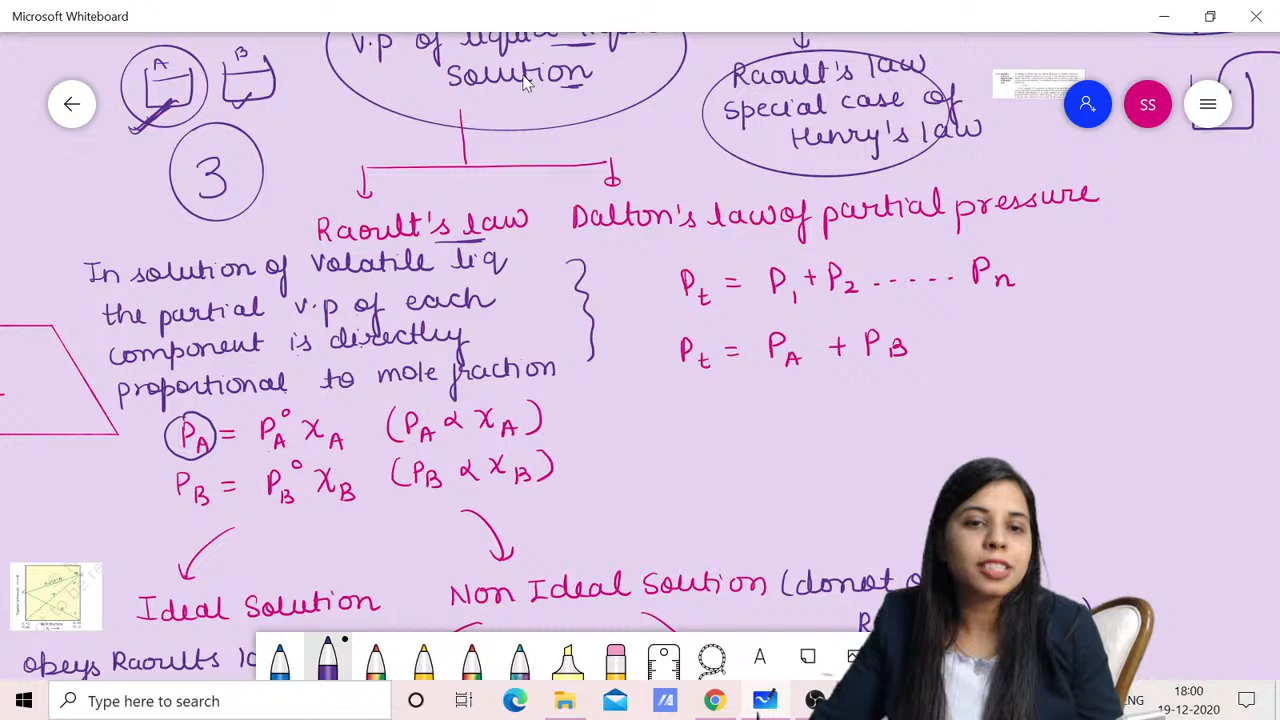 Microsoft Whiteboard
A
B
v.p of liquid liquid
solution
Raoult's law
special case of
Henry's law
SS
3
Raoult's law
Dalton's law of partial pressure
In solution of volatile liq
the partial v.p of each
component is directly
proportional to mole fraction
Pt = P1 + P2 ...... Pn
Pt = PA + PB
PA = PA° xA (PA ∝ xA)
PB = PB° xB (PB ∝ xB)
Ideal Solution
Non Ideal Solution (donot
obeys Raoults
A
Type here to search
ENG
18:00
19-12-2020